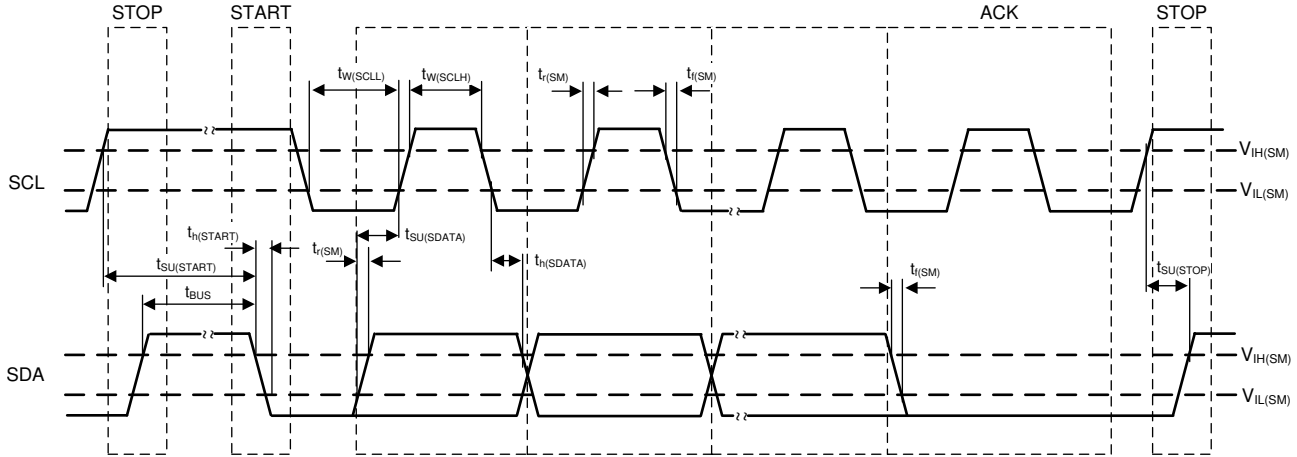 STOP START ACK STOP
tW(SCLL) tW(SCLH) tr(SM) tf(SM)
VIH(SM)
SCL
VIL(SM)
th(START) tr(SM) tSU(SDATA)
th(SDATA)
tSU(START) tf(SM) tSU(STOP)
tBUS
VIH(SM)
SDA
VIL(SM)